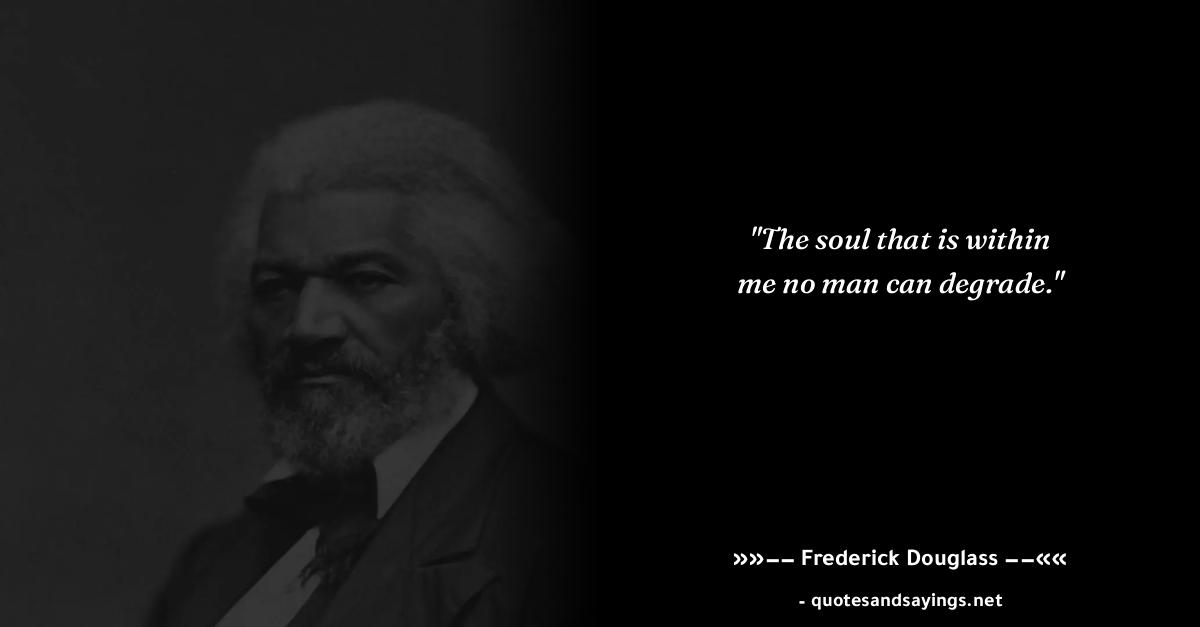 "The soul that is within
me no man can degrade."
»»–– Frederick Douglass ––««
- quotesandsayings.net